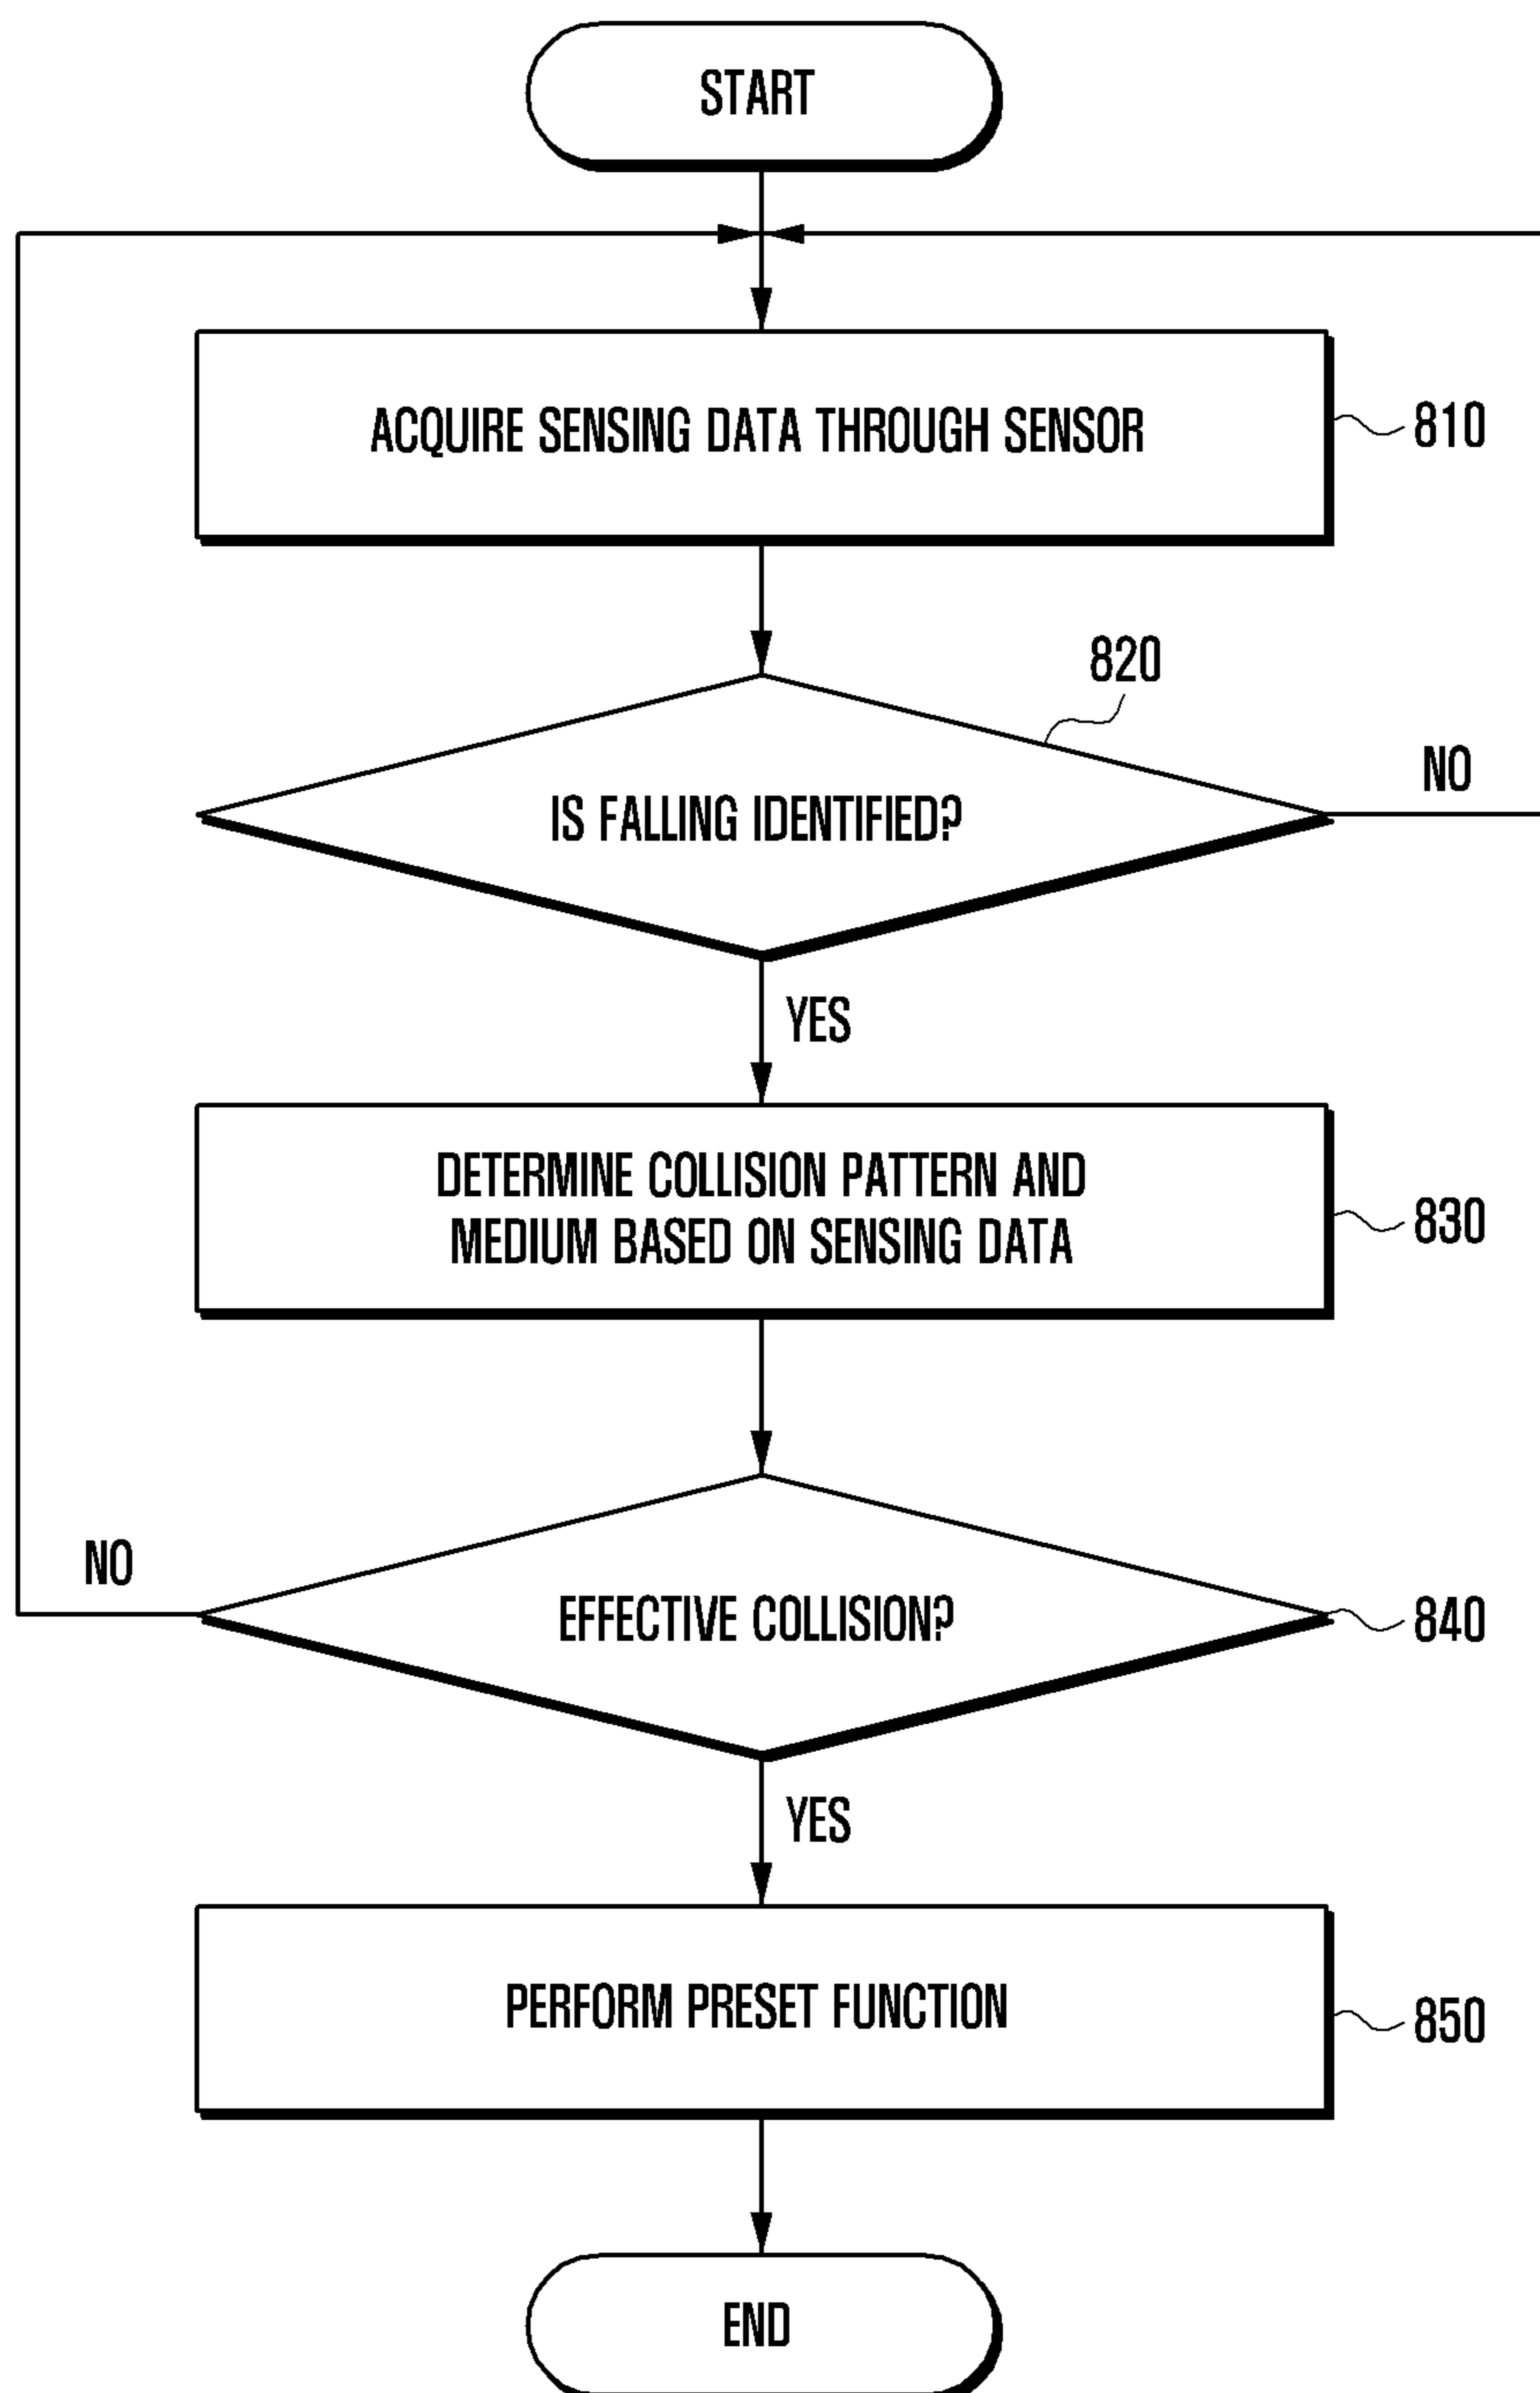 START
ACQUIRE SENSING DATA THROUGH SENSOR
810
820
IS FALLING IDENTIFIED?
NO
YES
DETERMINE COLLISION PATTERN AND
MEDIUM BASED ON SENSING DATA
830
NO
EFFECTIVE COLLISION?
840
YES
PERFORM PRESET FUNCTION
850
END